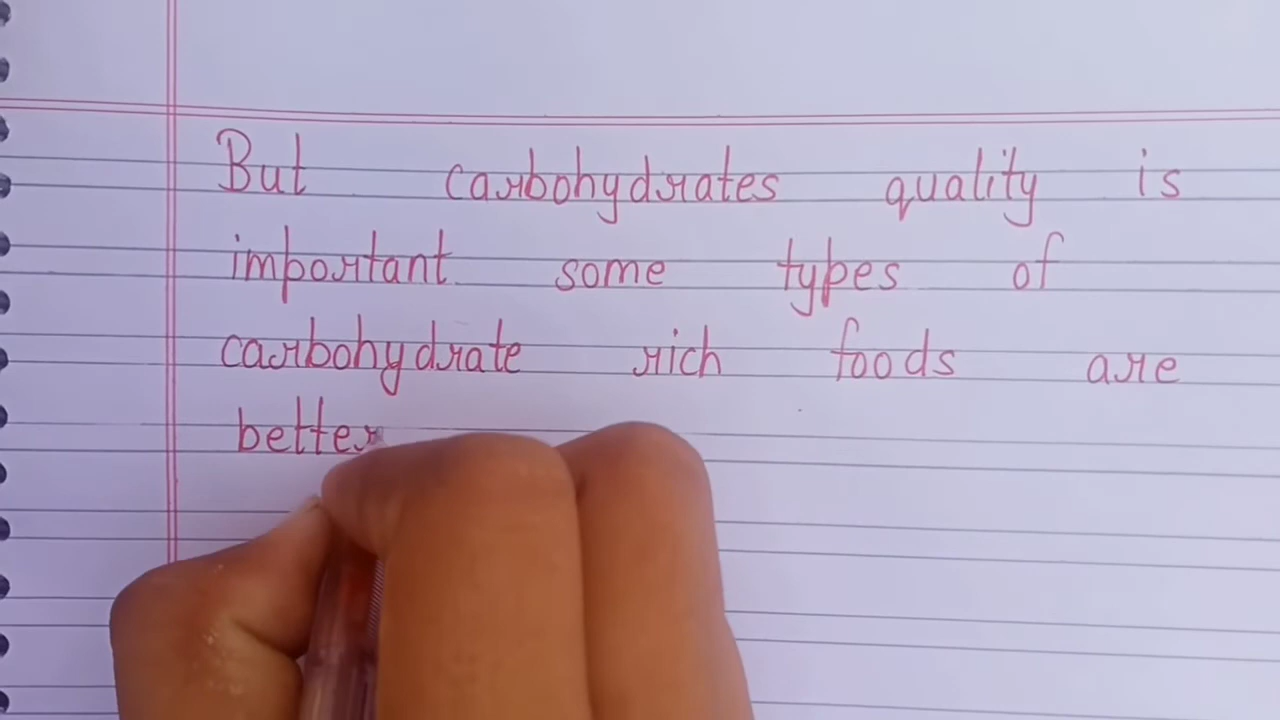 But carbohydrates quality is
important some types of
carbohydrate rich foods are
better